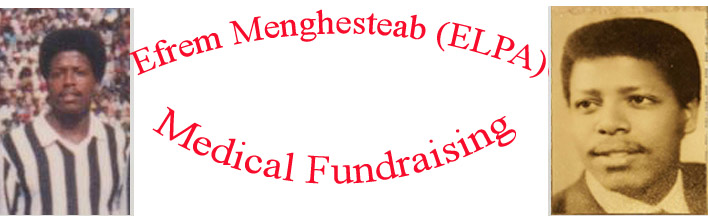 Efrem Menghesteab (ELPA)
Medical Fundraising